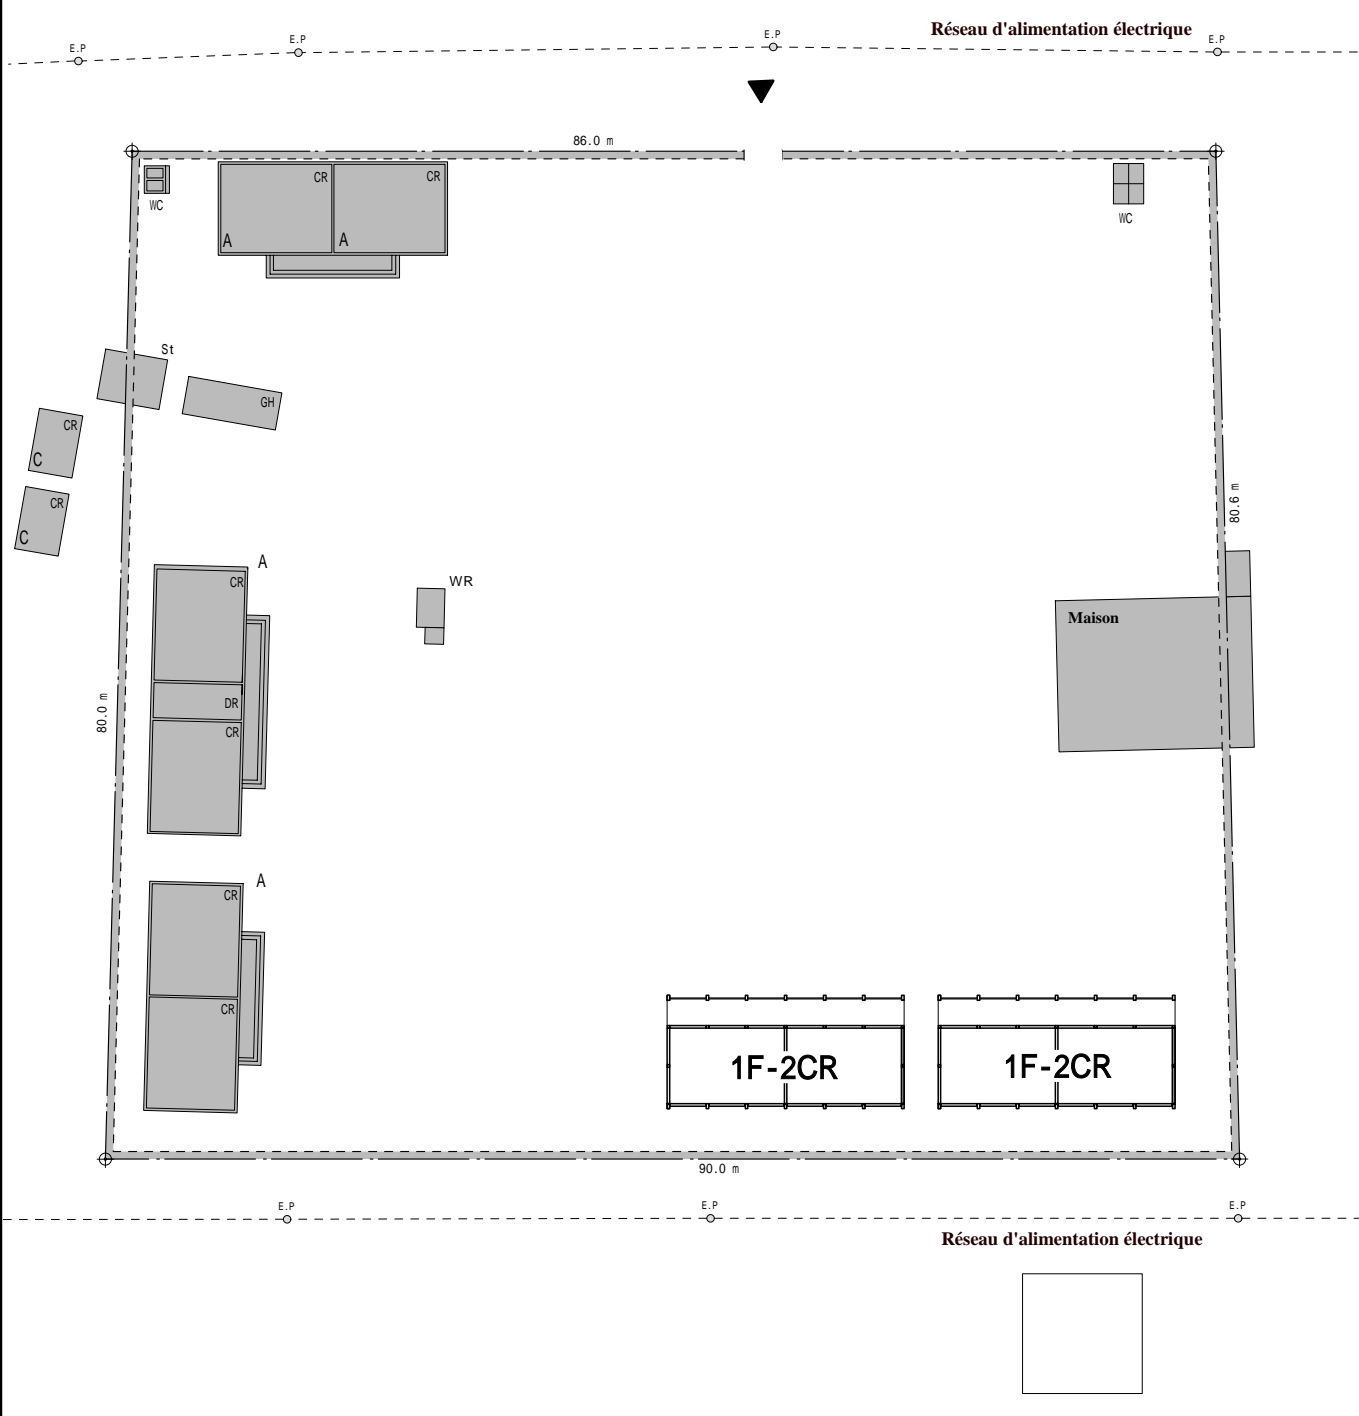 Réseau d'alimentation électrique
E.P
E.P
E.P
E.P
86.0 m
WC
CR
CR
A
A
WC
St
GH
CR
C
CR
C
80.6 m
A
CR
WR
Maison
80.0 m
DR
CR
A
CR
CR
1F-2CR
1F-2CR
90.0 m
E.P
E.P
E.P
Réseau d'alimentation électrique